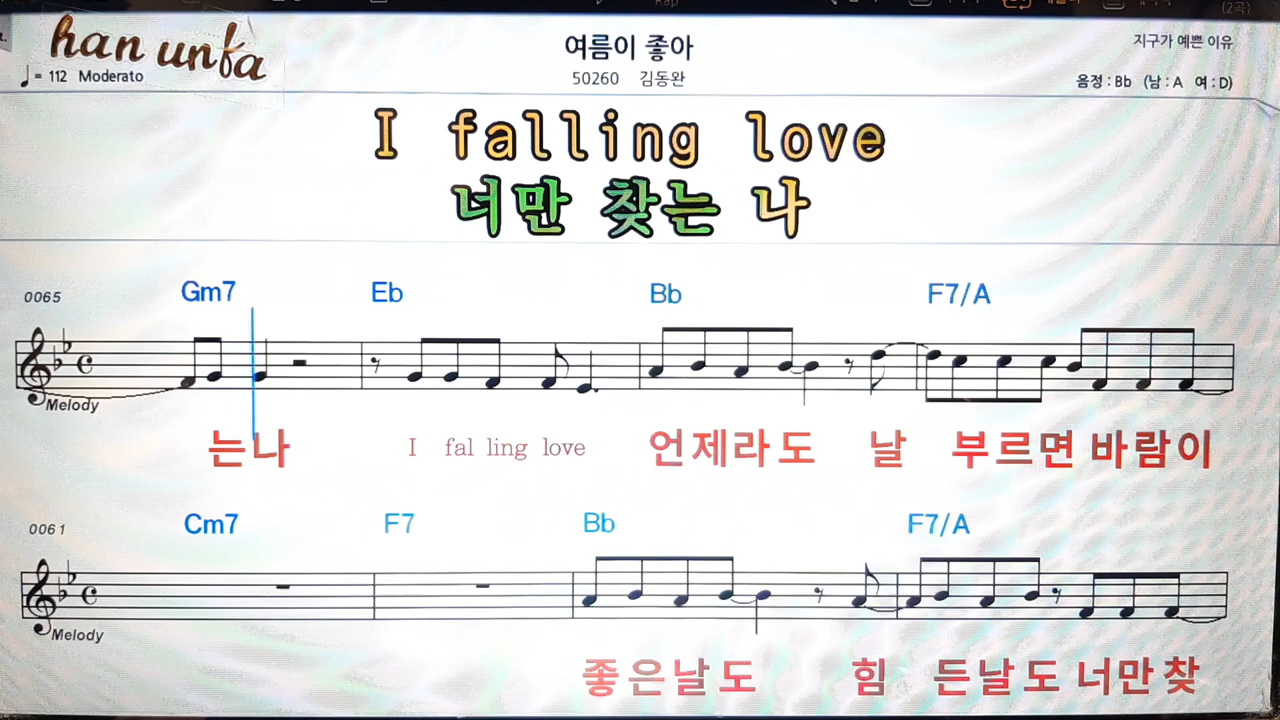 han unfa
♩ = 112 Moderato
여름이 좋아
50260 김동완
지구가 예쁜 이유
음정 : Bb (남 : A 여 : D)
I falling love
너만 찾는 나
0065
Gm7 Eb Bb F7/A
Melody
는나 I fal ling love 언제라도 날 부르면 바람이
0061
Cm7 F7 Bb F7/A
Melody
좋은날도 힘 든날도 너만찾